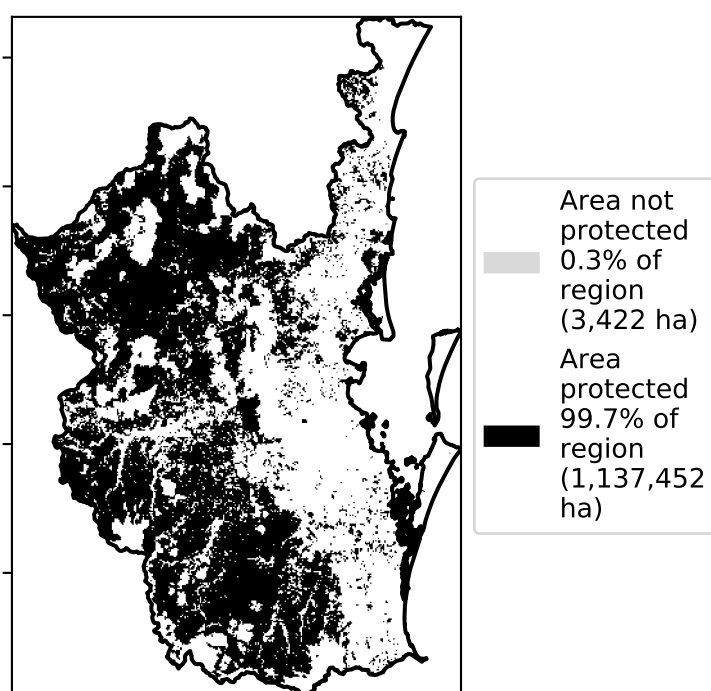 Area not
protected
0.3% of
region
(3,422 ha)
Area
protected
99.7% of
region
(1,137,452
ha)